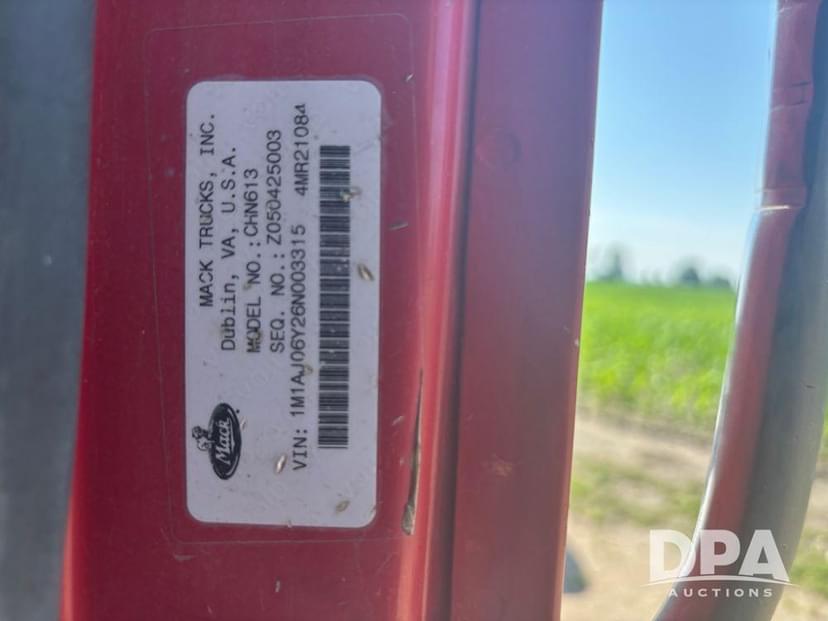 MACK TRUCKS, INC.
Dublin, VA, U.S.A.
MODEL NO.: CHN613
SEQ. NO.: Z050425003
VIN: 1M1AJ06Y26N003315 4MR21084
Mack
DPA
AUCTIONS